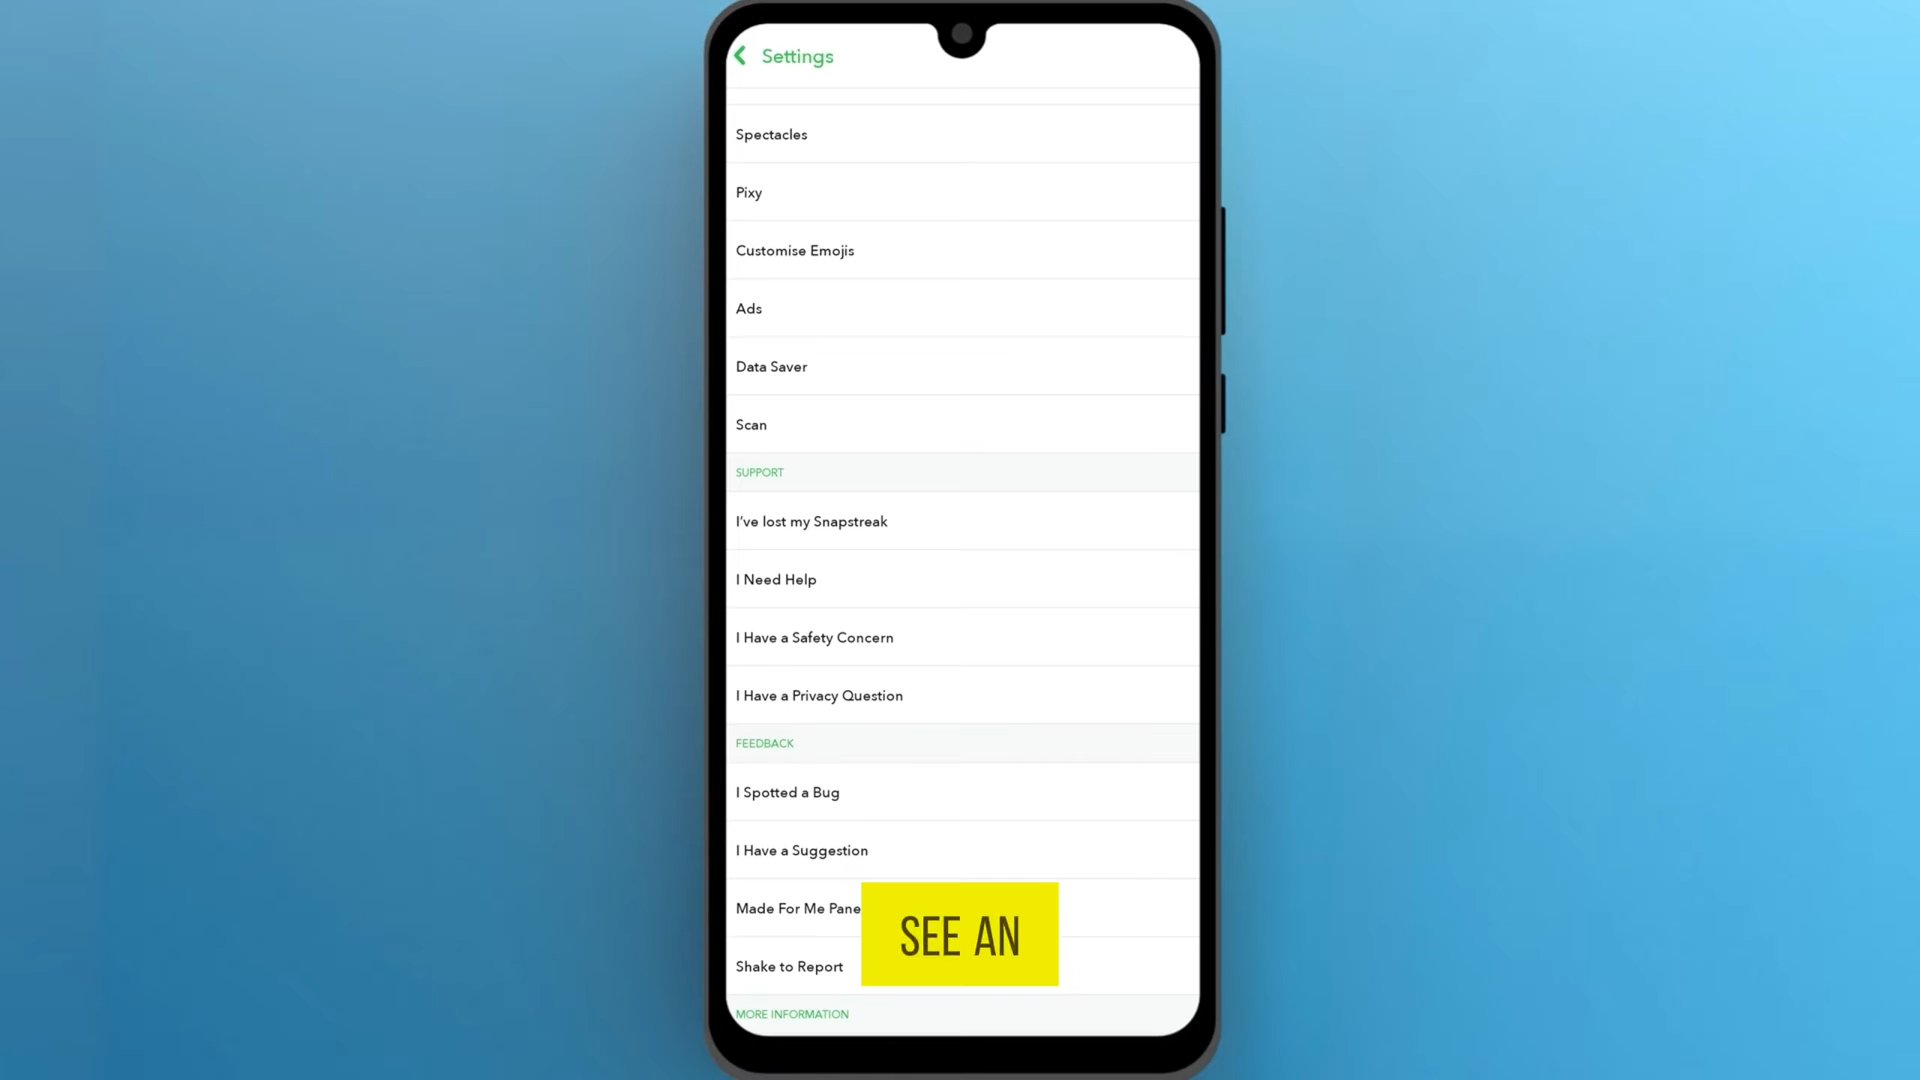 Settings
Spectacles
Pixy
Customise Emojis
Ads
Data Saver
Scan
SUPPORT
I've lost my Snapstreak
I Need Help
I Have a Safety Concern
I Have a Privacy Question
FEEDBACK
I Spotted a Bug
I Have a Suggestion
Made For Me Pane
SEE AN
Shake to Report
MORE INFORMATION